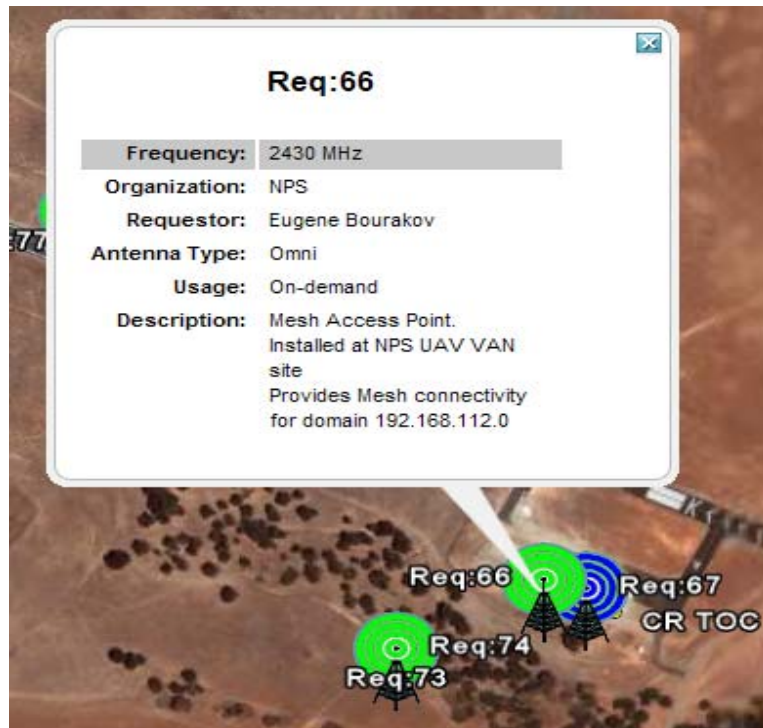 Req:66
Frequency: 2430 MHz
Organization: NPS
Requestor: Eugene Bourakov
Antenna Type: Omni
Usage: On-demand
Description: Mesh Access Point.
Installed at NPS UAV VAN
site
Provides Mesh connectivity
for domain 192.168.112.0
Req:66
Req:67
CR TOC
Req:74
Req:73